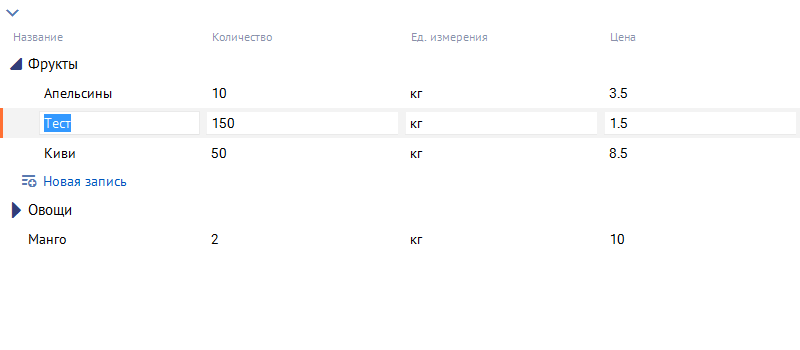 Название Количество Ед. измерения Цена
Фрукты
Апельсины 10 кг 3.5
Тест 150 кг 1.5
Киви 50 кг 8.5
Новая запись
Овощи
Манго 2 кг 10